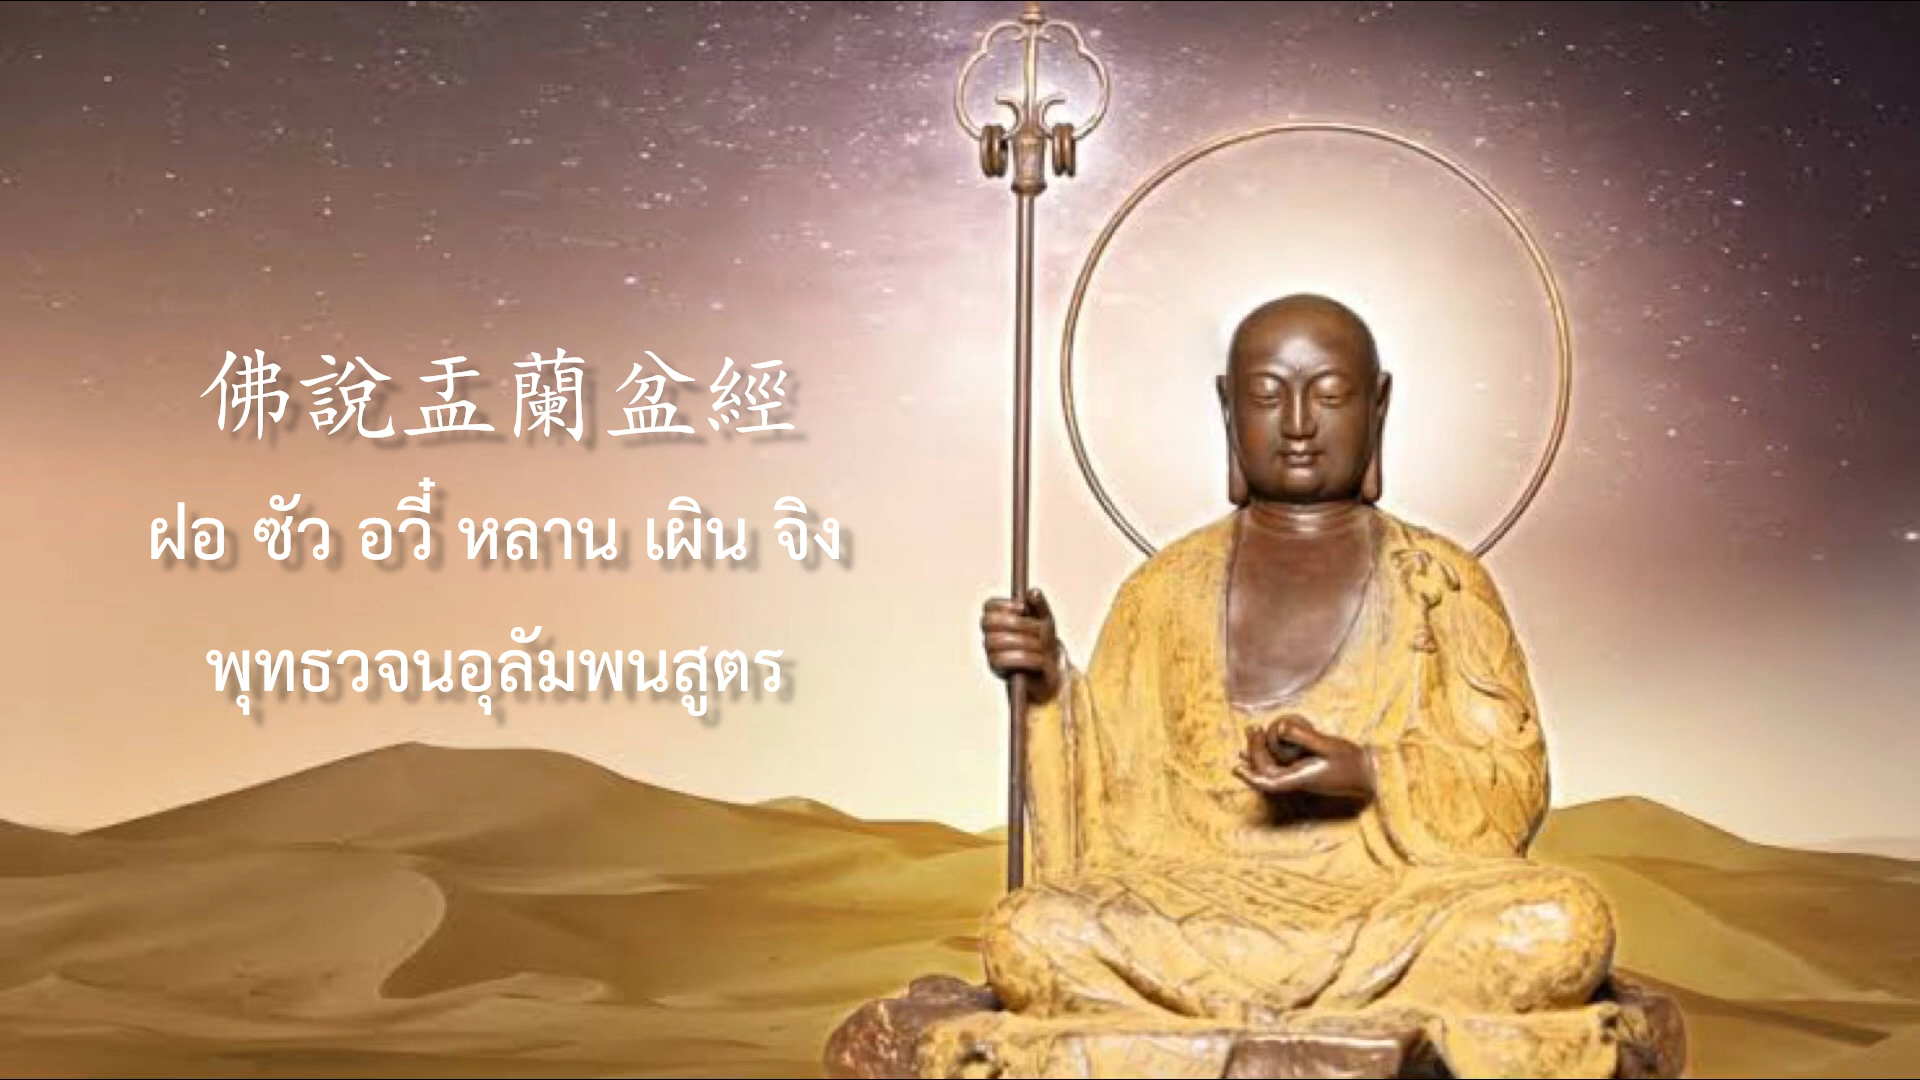 佛說盂蘭盆經
ฝอ ซัว อวี๋ หลาน เผิน จิง
พุทธวจนอุลัมพนสูตร